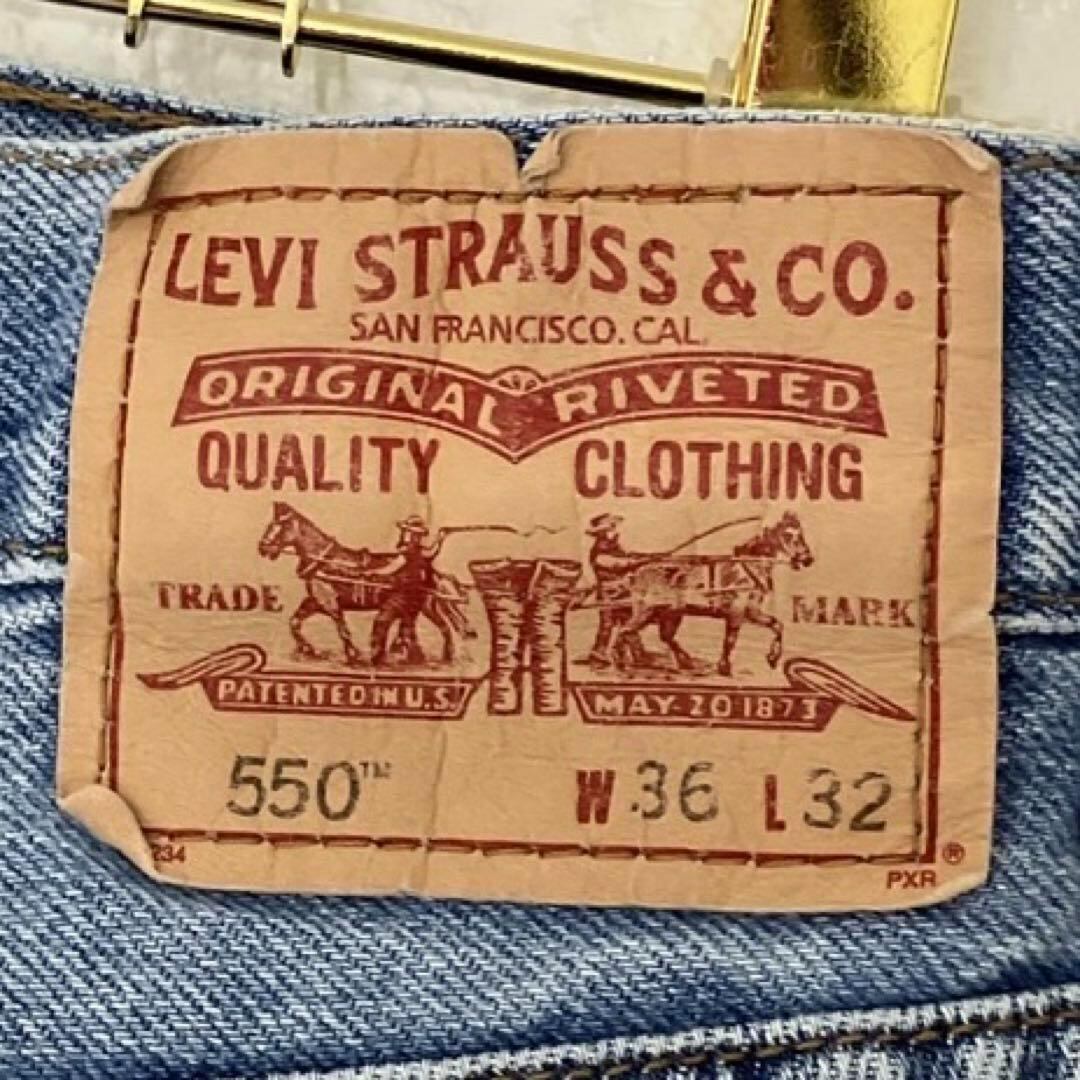 LEVI STRAUSS & CO.
SAN FRANCISCO. CAL.
ORIGINAL RIVETED
QUALITY CLOTHING
TRADE MARK
PATENTED IN U.S. MAY 20 1873
550™ W 36 L 32
234 ®
PXR